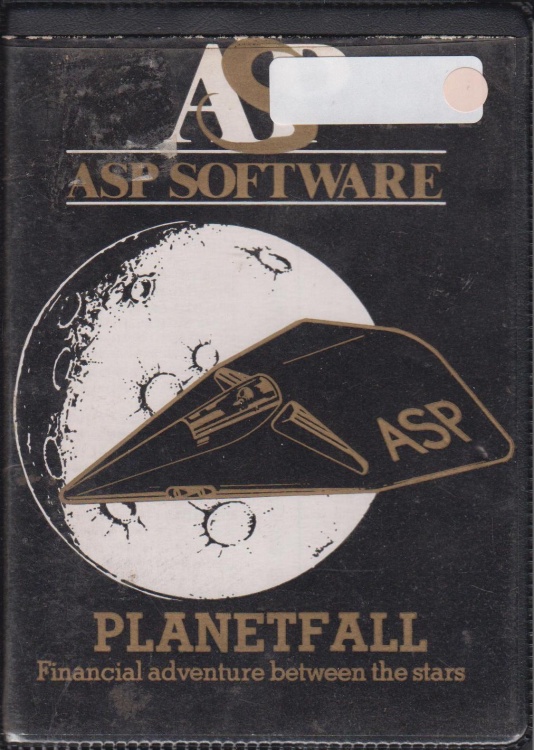 ASP
ASP SOFTWARE
ASP
PLANETFALL
Financial adventure between the stars